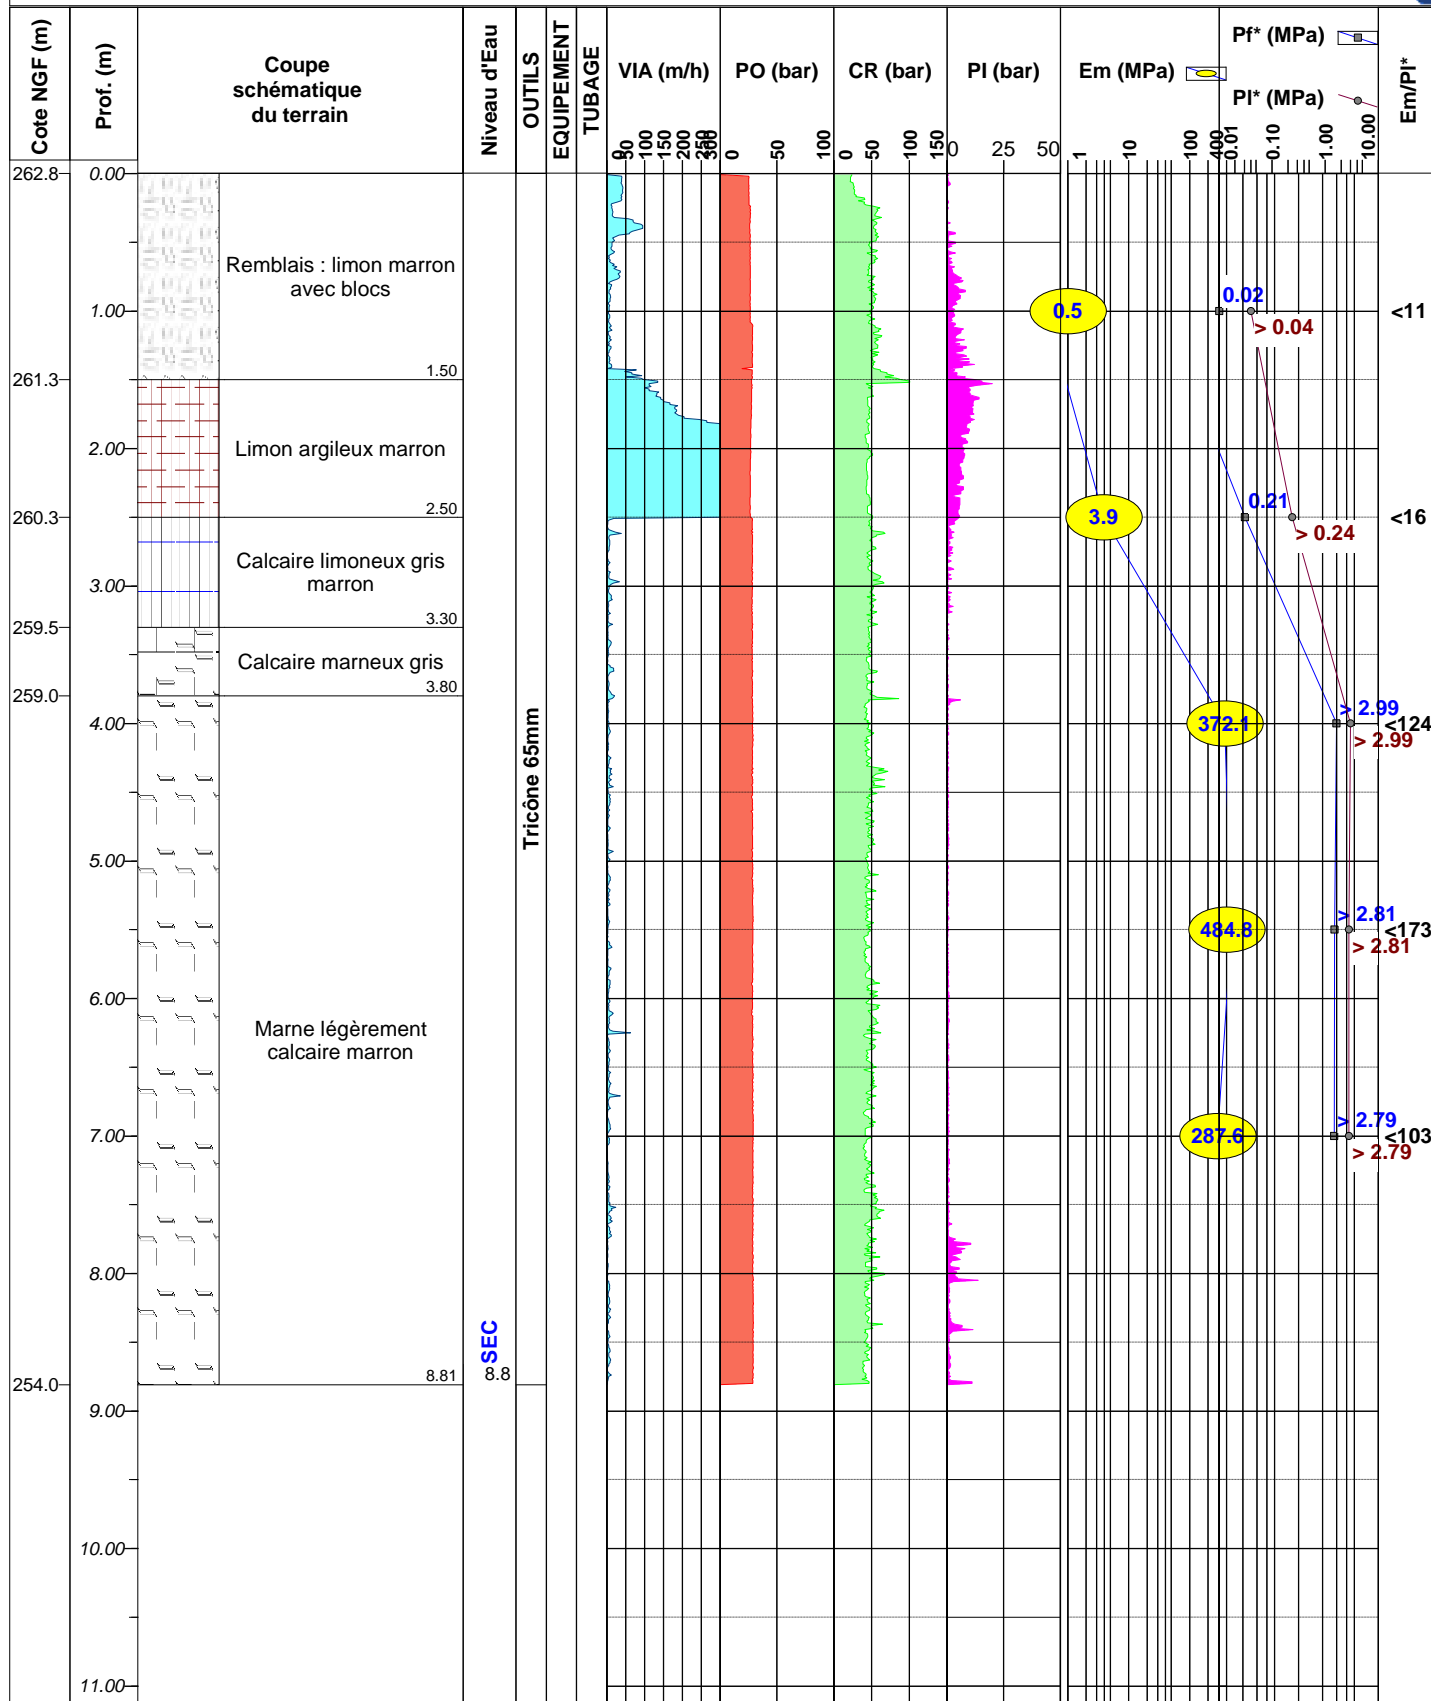 Cote NGF (m)
Prof. (m)
Coupe
schématique
du terrain
Niveau d'Eau
OUTILS
EQUIPEMENT
TUBAGE
VIA (m/h)
0 50 100 150 200 250 300
PO (bar)
0 50 100
CR (bar)
0 50 100 150
PI (bar)
0 25 50
Em (MPa)
1 10 100 400
Pf* (MPa)
Pl* (MPa)
0.01 0.10 1.00 10.00
Em/Pl*
262.8
0.00
Remblais : limon marron
avec blocs
1.00
0.5
0.02
> 0.04
<11
1.50
261.3
Limon argileux marron
2.00
2.50
260.3
3.9
0.21
> 0.24
<16
Calcaire limoneux gris
marron
3.00
3.30
259.5
Calcaire marneux gris
3.80
259.0
4.00
372.1
> 2.99
> 2.99
<124
Tricône 65mm
5.00
484.8
> 2.81
> 2.81
<173
6.00
Marne légèrement
calcaire marron
7.00
287.6
> 2.79
> 2.79
<103
8.00
SEC
8.8
8.81
254.0
9.00
10.00
11.00